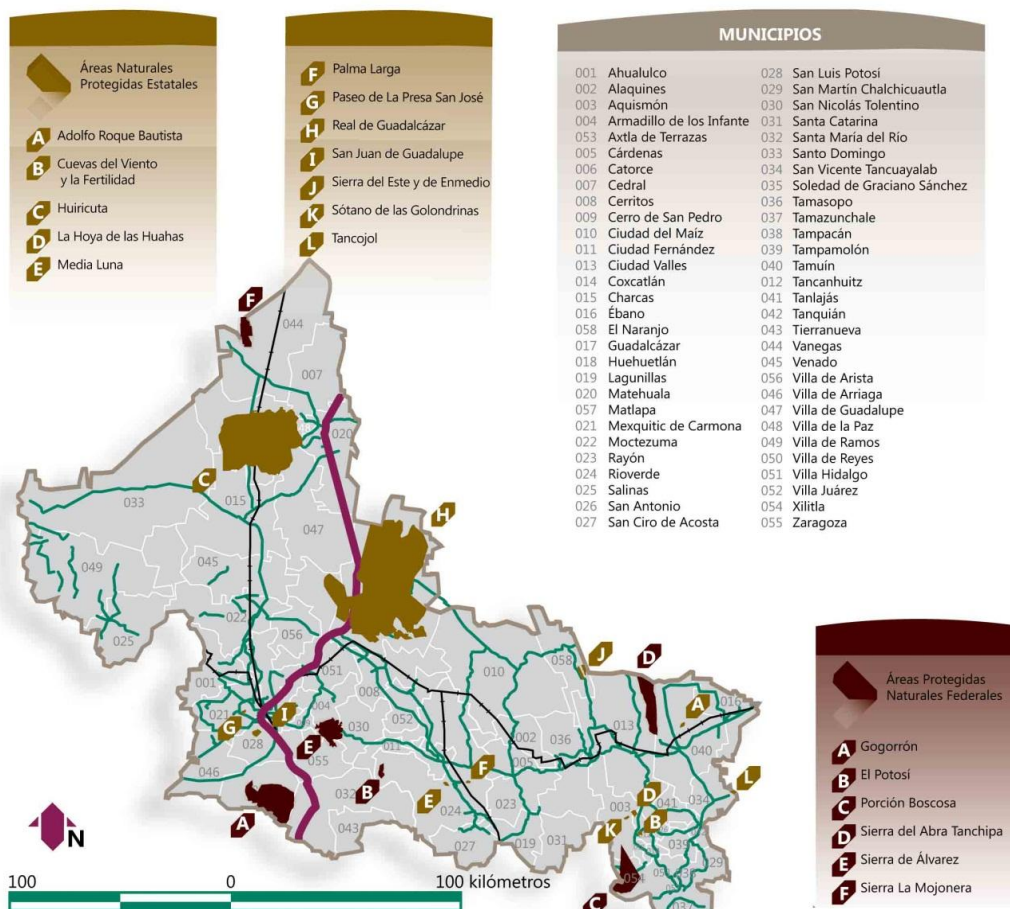 Áreas Naturales
Protegidas Estatales
A Adolfo Roque Bautista
B Cuevas del Viento
y la Fertilidad
C Huiricuta
D La Hoya de las Huahas
E Media Luna
F Palma Larga
G Paseo de La Presa San José
H Real de Guadalcázar
I San Juan de Guadalupe
J Sierra del Este y de Enmedio
K Sótano de las Golondrinas
L Tancojol
MUNICIPIOS
001 Ahualulco
002 Alaquines
003 Aquismón
004 Armadillo de los Infante
053 Axtla de Terrazas
005 Cárdenas
006 Catorce
007 Cedral
008 Cerritos
009 Cerro de San Pedro
010 Ciudad del Maíz
011 Ciudad Fernández
013 Ciudad Valles
014 Coxcatlán
015 Charcas
016 Ébano
058 El Naranjo
017 Guadalcázar
018 Huehuetlán
019 Lagunillas
020 Matehuala
057 Matlapa
021 Mexquitic de Carmona
022 Moctezuma
023 Rayón
024 Rioverde
025 Salinas
026 San Antonio
027 San Ciro de Acosta
028 San Luis Potosí
029 San Martín Chalchicuautla
030 San Nicolás Tolentino
031 Santa Catarina
032 Santa María del Río
033 Santo Domingo
034 San Vicente Tancuayalab
035 Soledad de Graciano Sánchez
036 Tamasopo
037 Tamazunchale
038 Tampacán
039 Tampamolón
040 Tamuín
012 Tancanhuitz
041 Tanlajás
042 Tanquián
043 Tierranueva
044 Vanegas
045 Venado
056 Villa de Arista
046 Villa de Arriaga
047 Villa de Guadalupe
048 Villa de la Paz
049 Villa de Ramos
050 Villa de Reyes
051 Villa Hidalgo
052 Villa Juárez
054 Xilitla
055 Zaragoza
F
044
007
020
C
033
015
H
047
049
045
025
022
056
010
058
J
D
051
001
008
013
A
016
021
004
I
G
030
052
002
036
040
028
E
011
005
055
F
L
046
032
B
E
024
023
D
003
041
034
A
K
B
043
027
019
031
039
029
054
C
037
N
100 0 100 kilómetros
Áreas Protegidas
Naturales Federales
A Gogorrón
B El Potosí
C Porción Boscosa
D Sierra del Abra Tanchipa
E Sierra de Álvarez
F Sierra La Mojonera